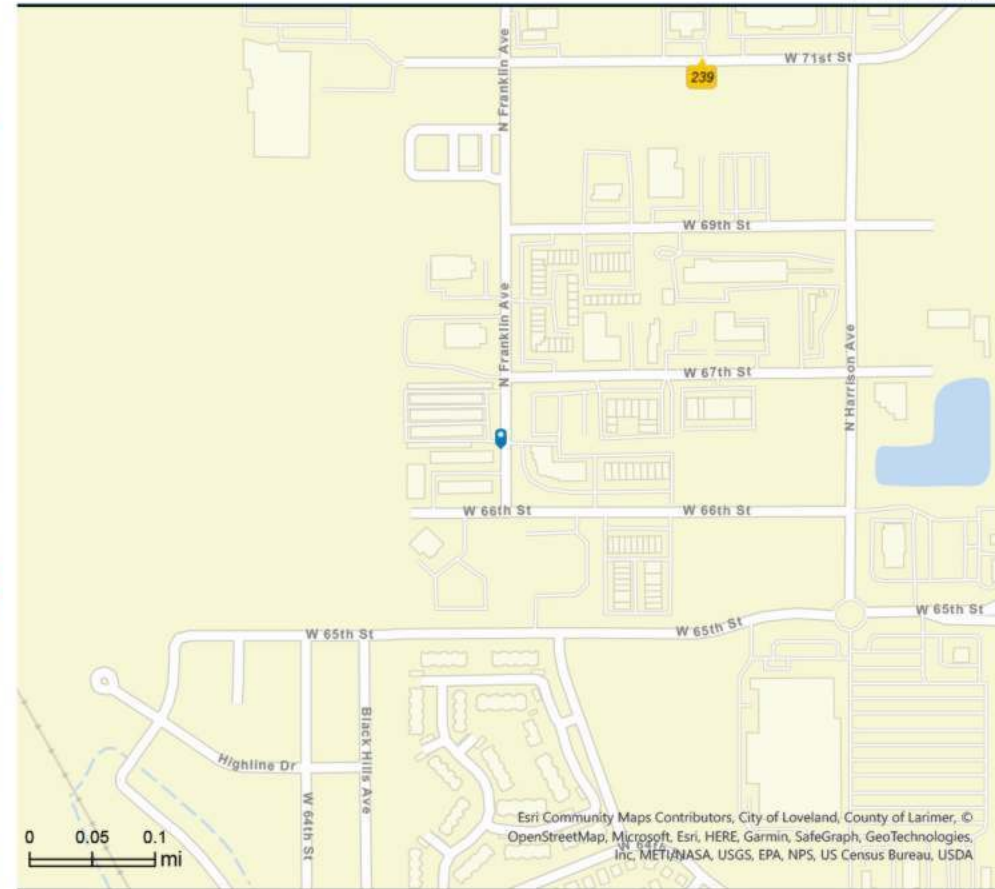 N Franklin Ave
W 71st St
239
W 69th St
N Franklin Ave
N Harrison Ave
W 67th St
W 66th St
W 66th St
W 65th St
W 65th St
W 65th St
Black Hills Ave
Highline Dr
W 64th St
W 64th
0 0.05 0.1
mi
Esri Community Maps Contributors, City of Loveland, County of Larimer, ©
OpenStreetMap, Microsoft, Esri, HERE, Garmin, SafeGraph, GeoTechnologies,
Inc, METI/NASA, USGS, EPA, NPS, US Census Bureau, USDA